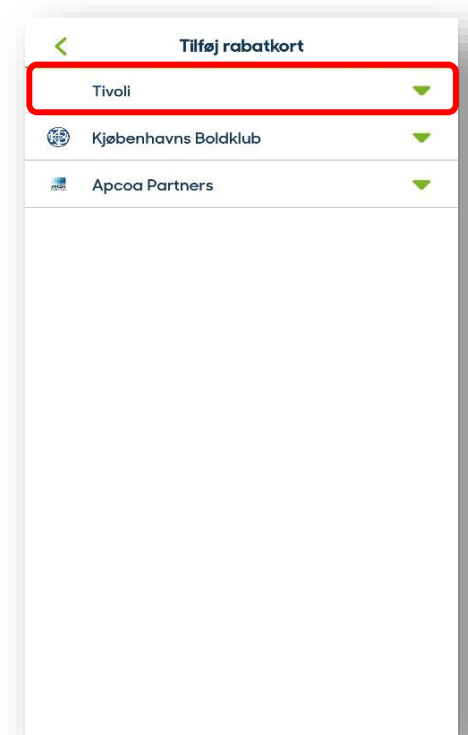 Tilføj rabatkort
Tivoli
Kjøbenhavns Boldklub
Apcoa Partners